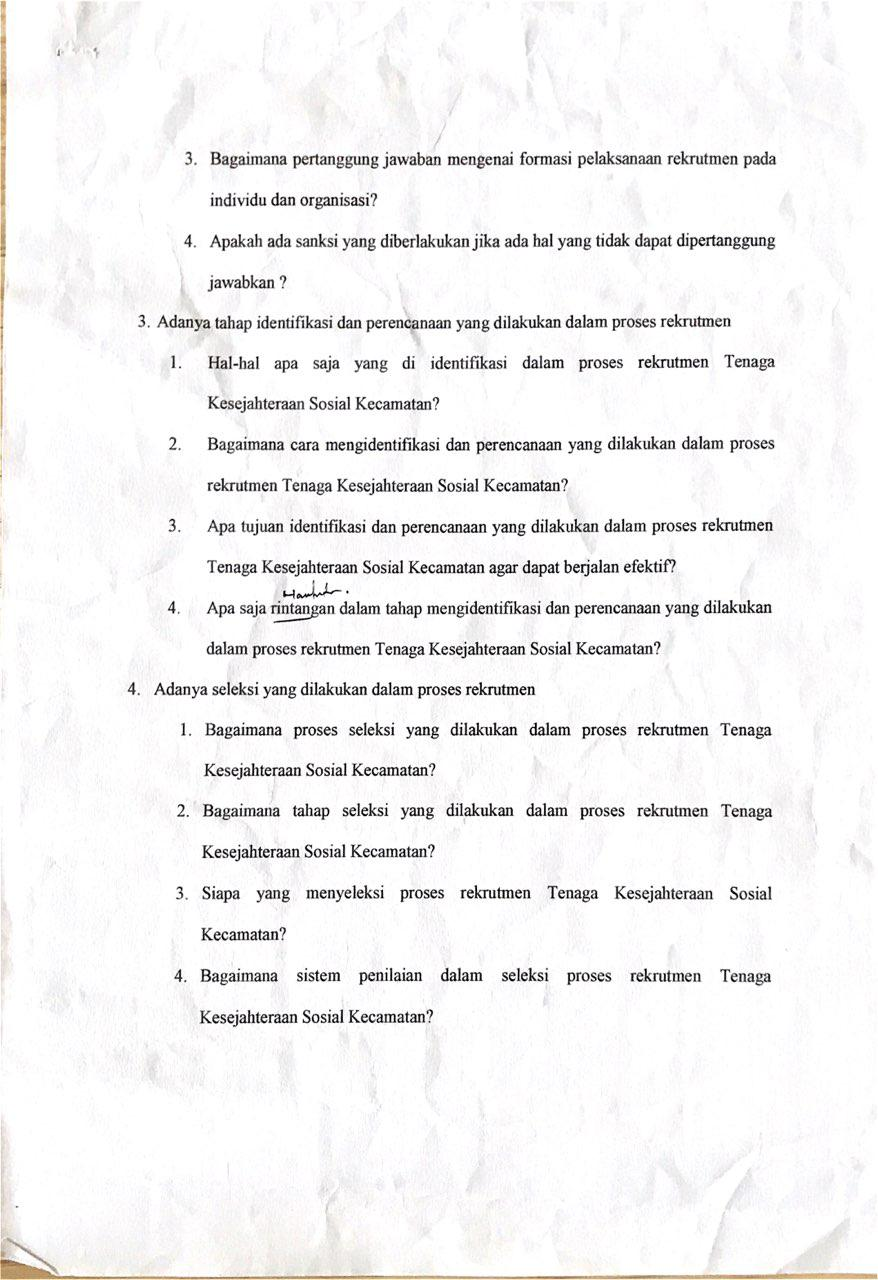 3. Bagaimana pertanggung jawaban mengenai formasi pelaksanaan rekrutmen pada
individu dan organisasi?
4. Apakah ada sanksi yang diberlakukan jika ada hal yang tidak dapat dipertanggung
jawabkan ?
3. Adanya tahap identifikasi dan perencanaan yang dilakukan dalam proses rekrutmen
1. Hal-hal apa saja yang di identifikasi dalam proses rekrutmen Tenaga
Kesejahteraan Sosial Kecamatan?
2. Bagaimana cara mengidentifikasi dan perencanaan yang dilakukan dalam proses
rekrutmen Tenaga Kesejahteraan Sosial Kecamatan?
3. Apa tujuan identifikasi dan perencanaan yang dilakukan dalam proses rekrutmen
Tenaga Kesejahteraan Sosial Kecamatan agar dapat berjalan efektif?
4. Apa saja rintangan dalam tahap mengidentifikasi dan perencanaan yang dilakukan
dalam proses rekrutmen Tenaga Kesejahteraan Sosial Kecamatan?
4. Adanya seleksi yang dilakukan dalam proses rekrutmen
1. Bagaimana proses seleksi yang dilakukan dalam proses rekrutmen Tenaga
Kesejahteraan Sosial Kecamatan?
2. Bagaimana tahap seleksi yang dilakukan dalam proses rekrutmen Tenaga
Kesejahteraan Sosial Kecamatan?
3. Siapa yang menyeleksi proses rekrutmen Tenaga Kesejahteraan Sosial
Kecamatan?
4. Bagaimana sistem penilaian dalam seleksi proses rekrutmen Tenaga
Kesejahteraan Sosial Kecamatan?